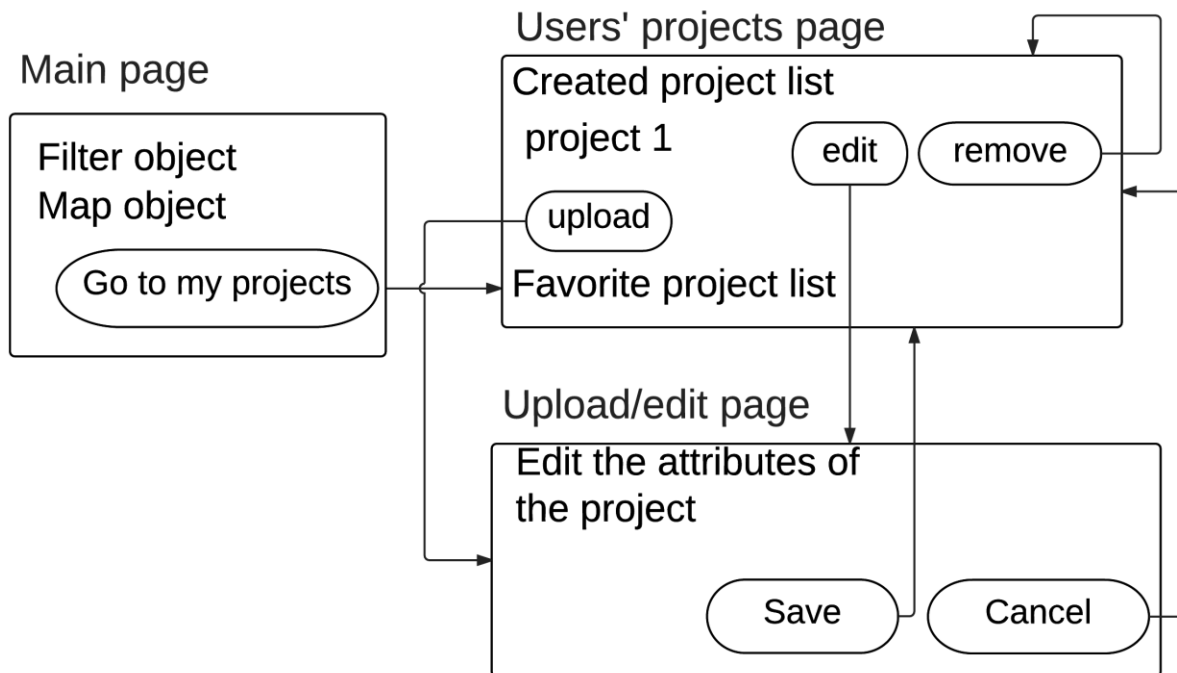 Main page
Filter object
Map object
Go to my projects
Users' projects page
Created project list
project 1
edit
remove
upload
Favorite project list
Upload/edit page
Edit the attributes of
the project
Save
Cancel